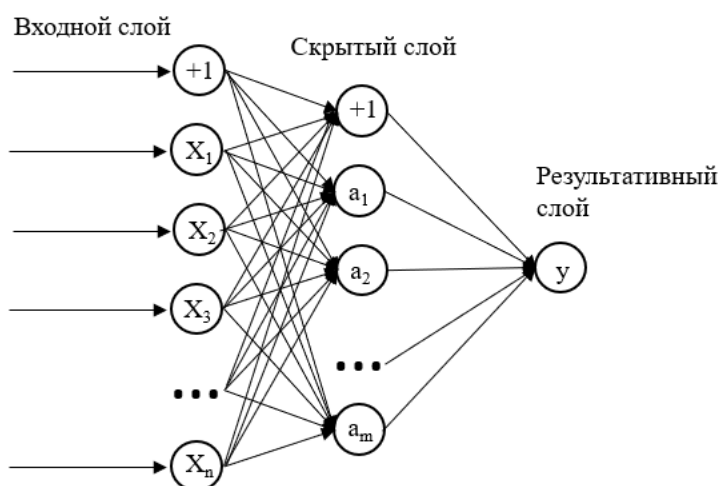 Входной слой
Скрытый слой
Результативный
слой
+1
X1
X2
X3
...
Xn
+1
a1
a2
...
am
y